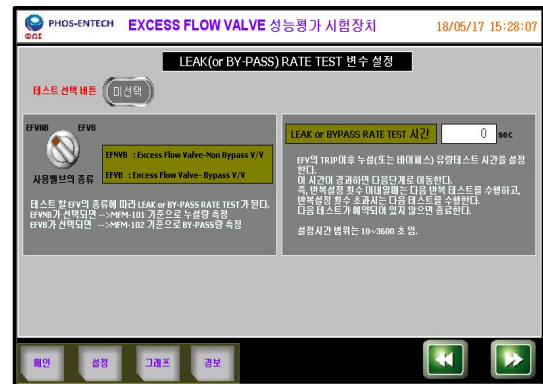 PHOS-ENTECH
ΦΩΣ
EXCESS FLOW VALVE 성능평가 시험장치
18/05/17 15:28:07
LEAK(or BY-PASS) RATE TEST 변수 설정
테스트 선택 버튼
미선택
EFVNB EFVB
사용밸브의 종류
EFNVB : Excess Flow Valve-Non Bypass V/V
EFVB : Excess Flow Valve- Bypass V/V
테스트 할 EFV의 종류에 따라 LEAK or BY-PASS RATE TEST가 된다.
EFVNB가 선택되면 -->MFM-101 기준으로 누설량 측정
EFVB가 선택되면 -->MFM-102 기준으로 BY-PASS량 측정
LEAK or BYPASS RATE TEST 시간
0 sec
EFV의 TRIP이후 누설(또는 바이패스) 유량테스트 시간을 설정
한다.
이 시간이 경과하면 다음단계로 이동한다.
즉, 반복설정 횟수 이내일때는 다음 반복 테스트를 수행하고,
반복설정 횟수 초과시는 다음 테스트를 수행한다.
다음 테스트가 예약되어 있지 않으면 종료한다.
설정시간 범위는 10~3600 초 임.
메인
설정
그래프
경보